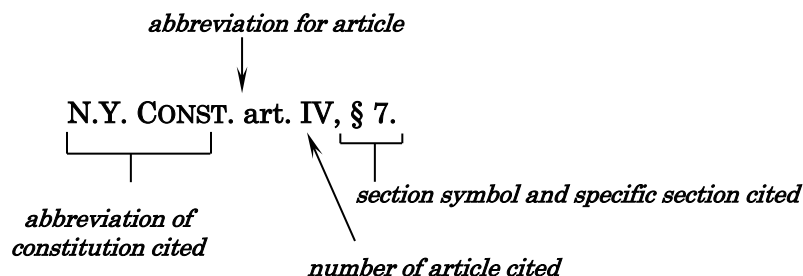 abbreviation for article
N.Y. CONST. art. IV, § 7.
section symbol and specific section cited
abbreviation of
constitution cited
number of article cited